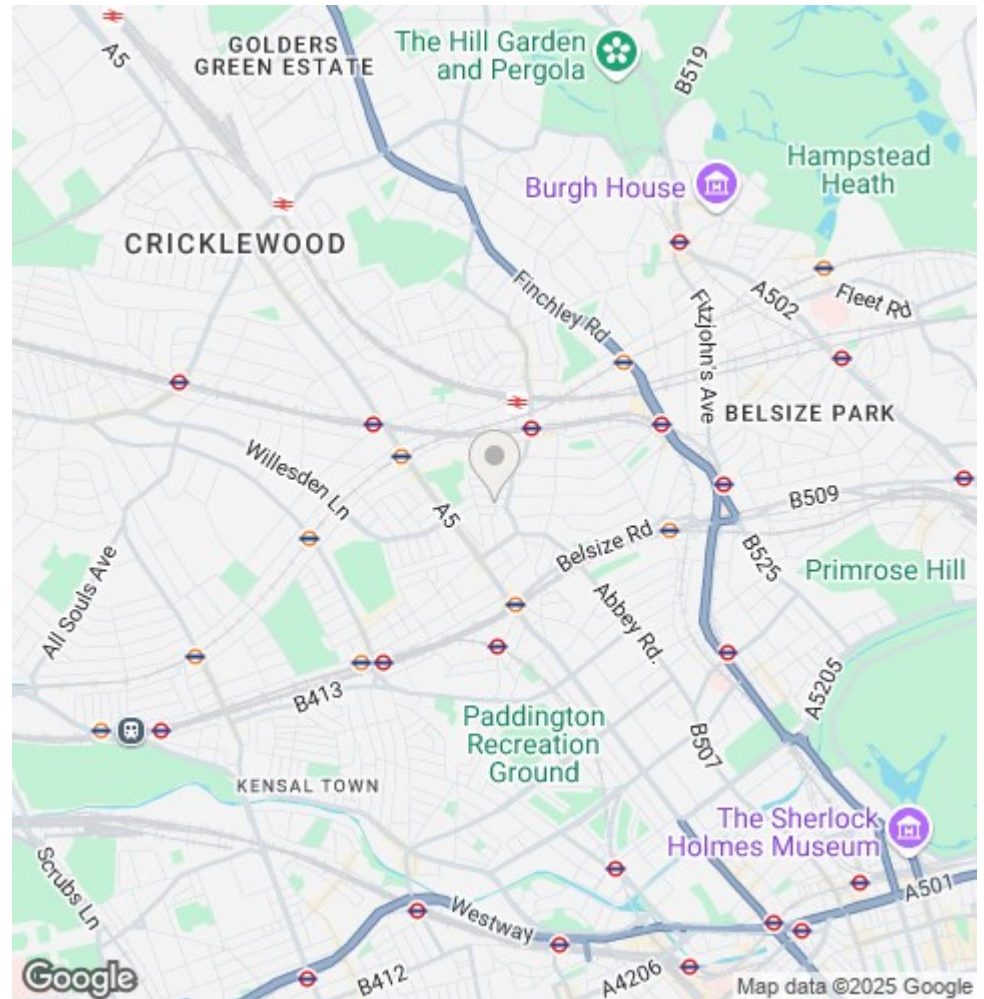 A5
GOLDERS
GREEN ESTATE
The Hill Garden
and Pergola
B519
Hampstead
Heath
Burgh House
CRICKLEWOOD
Finchley Rd
Fitzjohn's Ave
A502
Fleet Rd
BELSIZE PARK
Willesden Ln
A5
B509
Belsize Rd
B525
Primrose Hill
All Souls Ave
Abbey Rd.
B413
A5205
Paddington
Recreation
Ground
B507
KENSAL TOWN
The Sherlock
Holmes Museum
Scrubs Ln
A501
Westway
B412
A4206
Google
Map data ©2025 Google